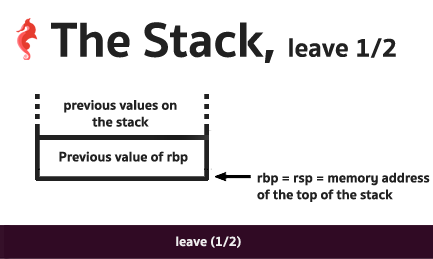 The Stack, leave 1/2
previous values on
the stack
Previous value of rbp
rbp = rsp = memory address
of the top of the stack
leave (1/2)